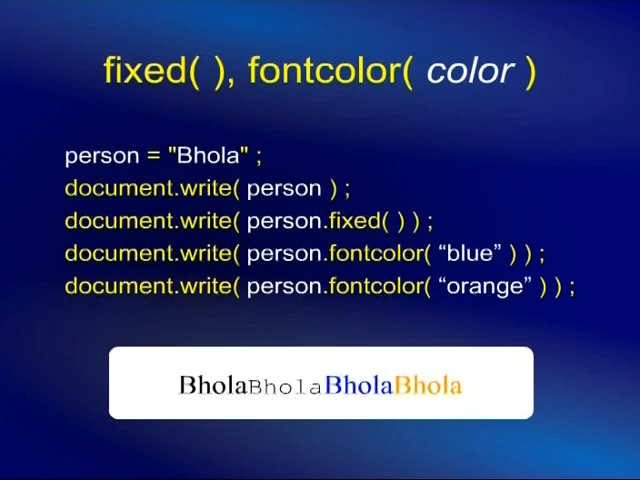 fixed( ), fontcolor( color )
person = "Bhola" ;
document.write( person ) ;
document.write( person.fixed( ) ) ;
document.write( person.fontcolor( “blue” ) ) ;
document.write( person.fontcolor( “orange” ) ) ;
BholaBholaBholaBhola